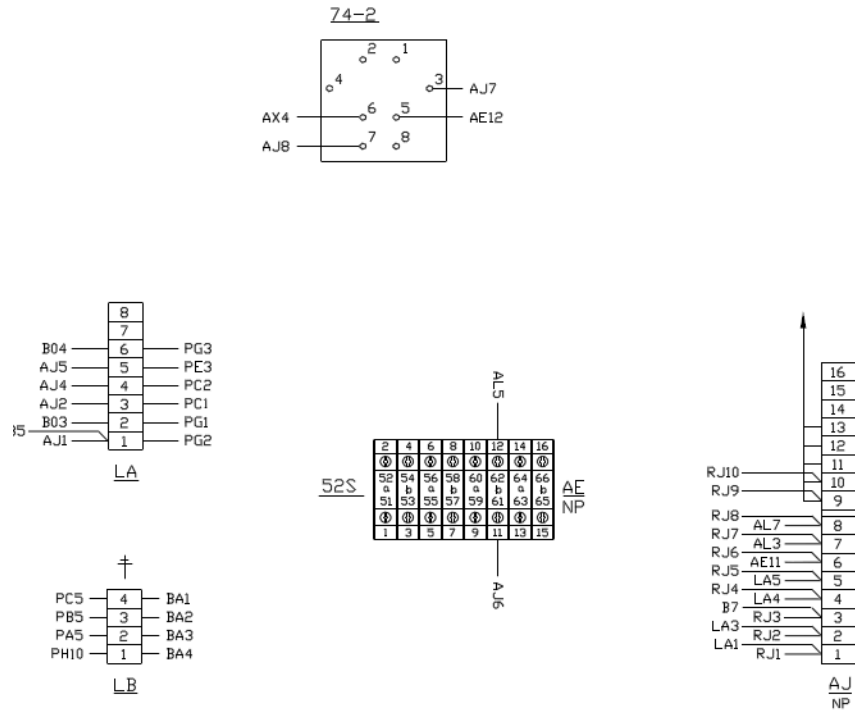 74-2
2 1
4 3 AJ7
AX4 6 5 AE12
AJ8 7 8
8
7
B04 6 PG3
AJ5 5 PE3
AJ4 4 PC2
AJ2 3 PC1
B03 2 PG1
AJ1 1 PG2
LA
PC5 4 BA1
PB5 3 BA2
PA5 2 BA3
PH10 1 BA4
LB
AL5
2 4 6 8 10 12 14 16
52 54 56 58 60 62 64 66
a b a b a b a b
51 53 55 57 59 61 63 65
1 3 5 7 9 11 13 15
52S
AE
NP
AJ6
16
15
14
13
12
11
RJ10 10
RJ9 9
RJ8
AL7 8
RJ7
AL3 7
RJ6
AE11 6
RJ5
LA5 5
RJ4
LA4 4
B7
RJ3 3
LA3
RJ2 2
LA1
RJ1 1
AJ
NP